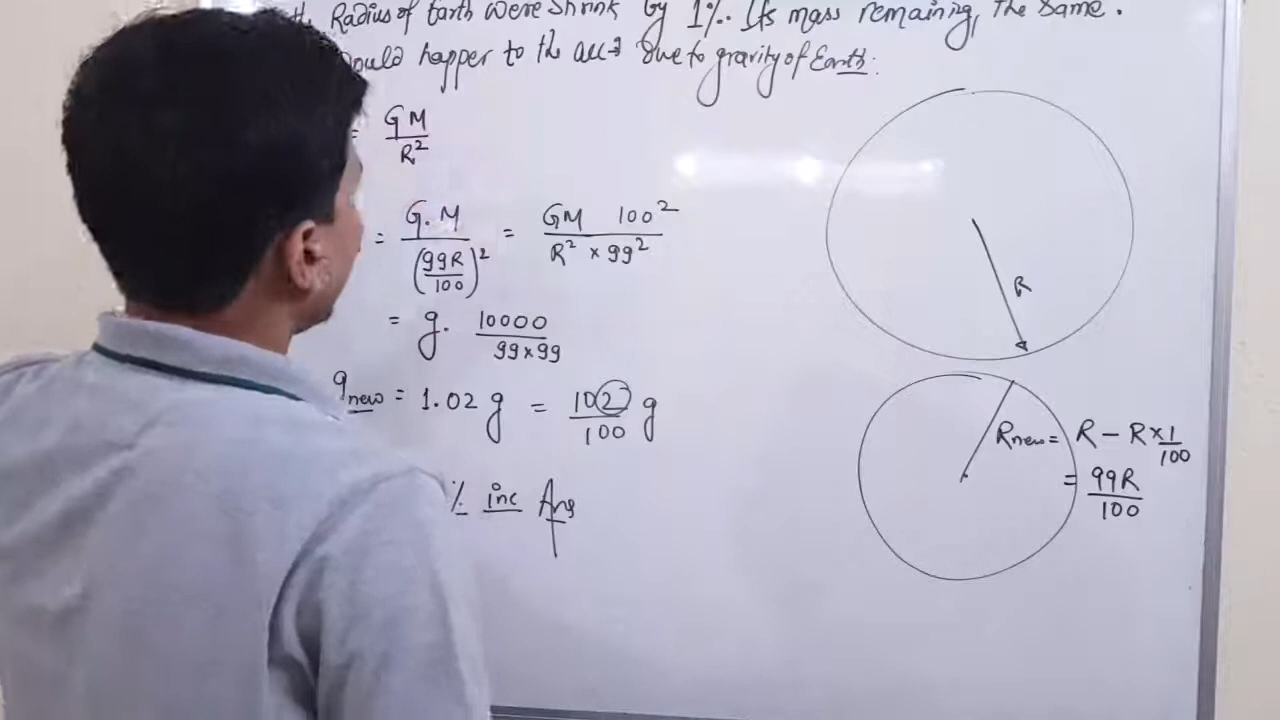 Radius of Earth were shrink by 1%. Its mass remaining, the same.
would happer to the acc→ due to gravity of Earth:
= GM
R²
= G.M = GM 100²
(99R/100)² R² × 99²
= g. 10000
99×99
g new = 1.02 g = 102 g
100
% inc Ans
R
Rnew = R – R×1
100
= 99R
100